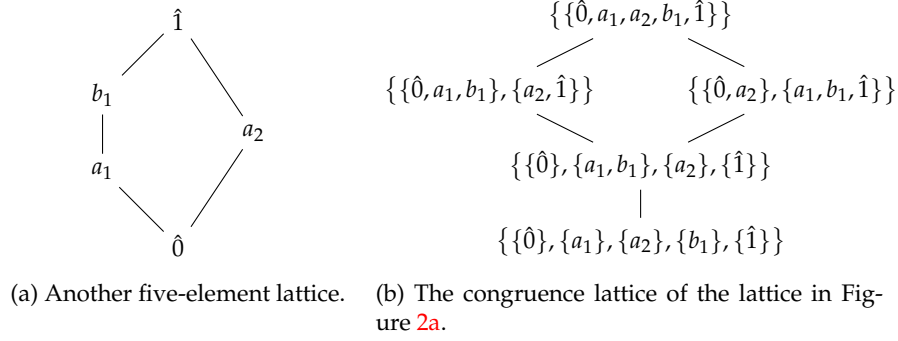 1̂
b₁
a₂
a₁
0̂
(a) Another five-element lattice.
{{0̂, a₁, a₂, b₁, 1̂}}
{{0̂, a₁, b₁}, {a₂, 1̂}} {{0̂, a₂}, {a₁, b₁, 1̂}}
{{0̂}, {a₁, b₁}, {a₂}, {1̂}}
{{0̂}, {a₁}, {a₂}, {b₁}, {1̂}}
(b) The congruence lattice of the lattice in Fig-
ure 2a.